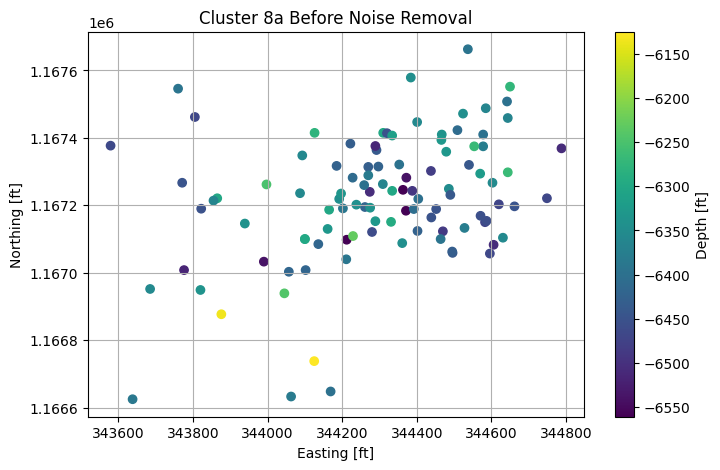 Cluster 8a Before Noise Removal
1e6
1.1676
1.1674
1.1672
1.1670
1.1668
1.1666
Northing [ft]
343600 343800 344000 344200 344400 344600 344800
Easting [ft]
−6150
−6200
−6250
−6300
−6350
−6400
−6450
−6500
−6550
Depth [ft]